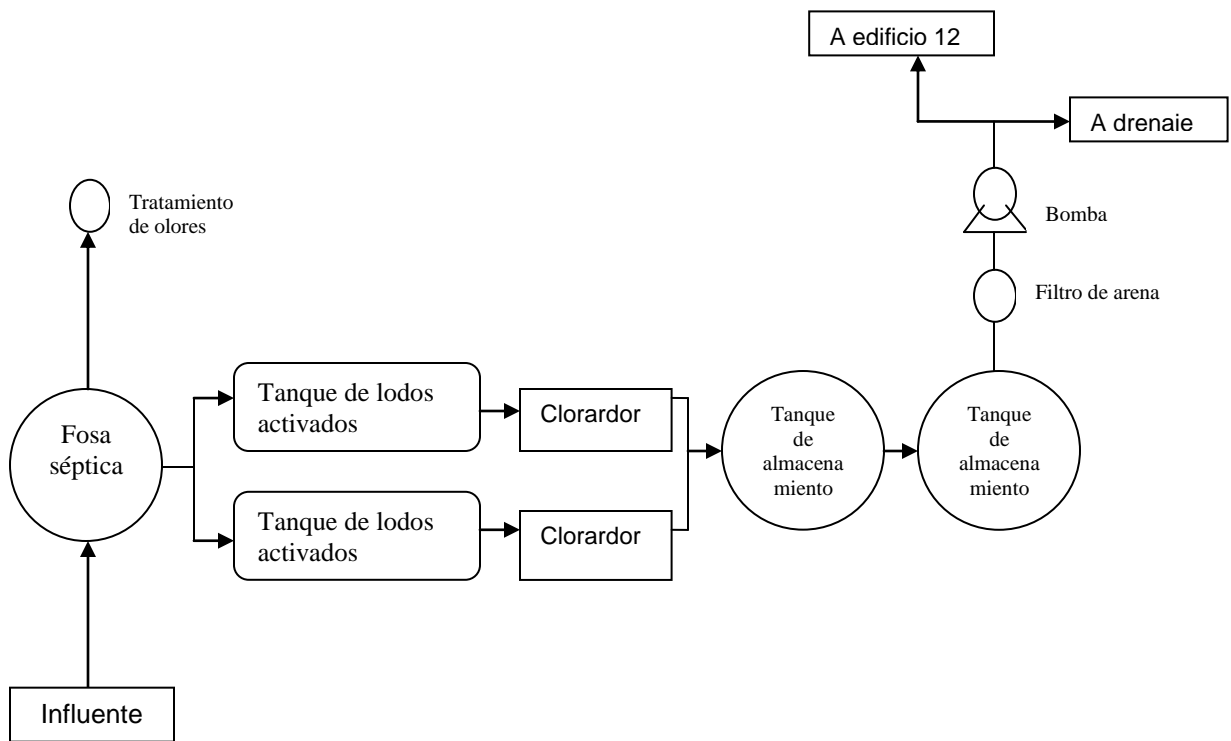 A edificio 12
A drenaie
Tratamiento
de olores
Bomba
Filtro de arena
Fosa
séptica
Tanque de lodos
activados
Clorardor
Tanque
de
almacena
miento
Tanque
de
almacena
miento
Tanque de lodos
activados
Clorardor
Influente